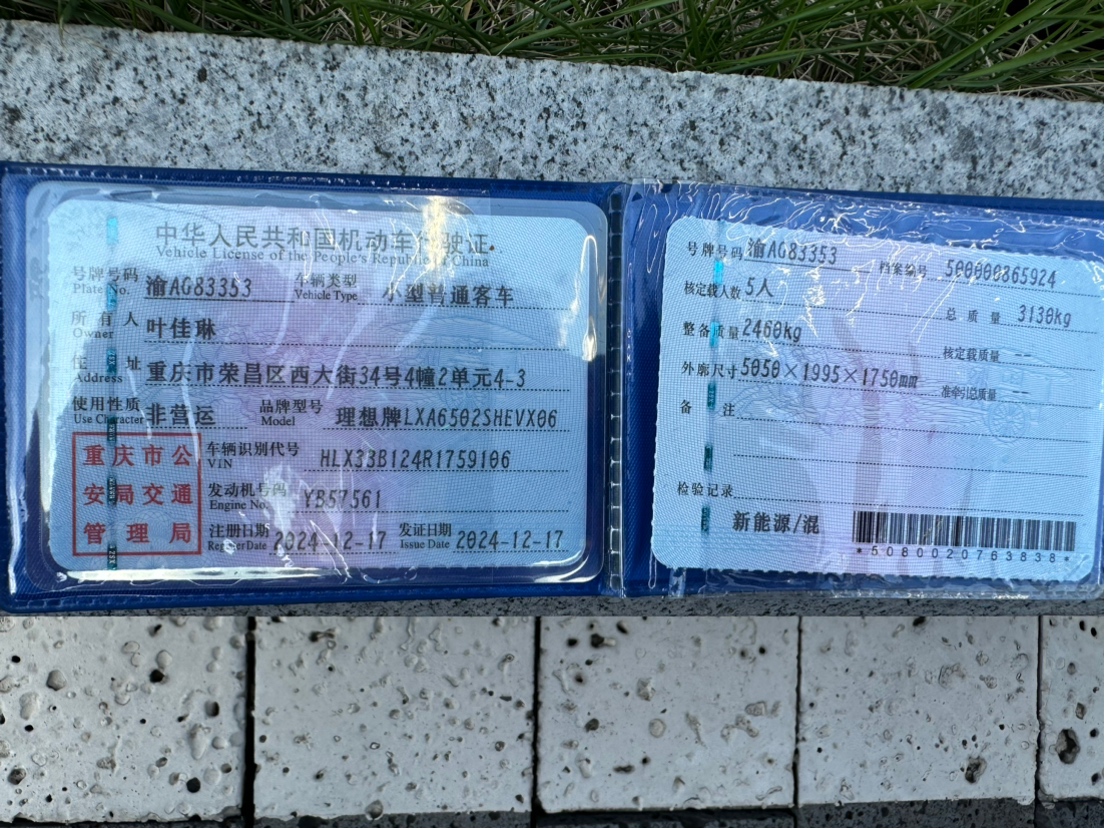 中华人民共和国机动车行驶证
Vehicle License of the People's Republic of China
号牌号码 渝AG83353 车辆类型 小型普通客车
Plate No. Vehicle Type
所有人 叶佳琳
Owner
住址 重庆市荣昌区西大街34号4幢2单元4-3
Address
使用性质 非营运 品牌型号 理想牌LXA6502SHEVX06
Use Character Model
重庆市公
安局交通
管理局
车辆识别代号 HLX33B124R1759106
VIN
发动机号码 YB57561
Engine No.
注册日期 2024-12-17 发证日期 2024-12-17
Register Date Issue Date
号牌号码 渝AG83353 档案编号 500000865924
核定载人数 5人 总质量 3130kg
整备质量 2460kg 核定载质量 --
外廓尺寸 5050×1995×1750mm 准牵引总质量 --
备注
检验记录
新能源/混
*5080020763838*